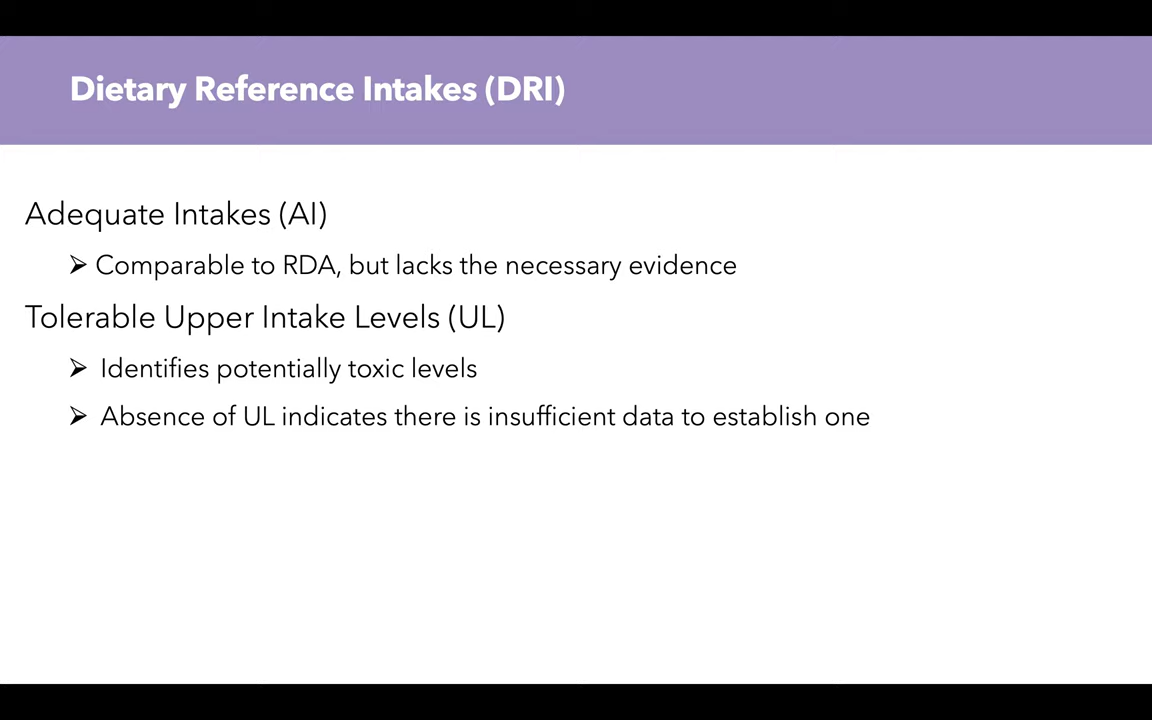 Dietary Reference Intakes (DRI)
Adequate Intakes (AI)
➢ Comparable to RDA, but lacks the necessary evidence
Tolerable Upper Intake Levels (UL)
➢ Identifies potentially toxic levels
➢ Absence of UL indicates there is insufficient data to establish one